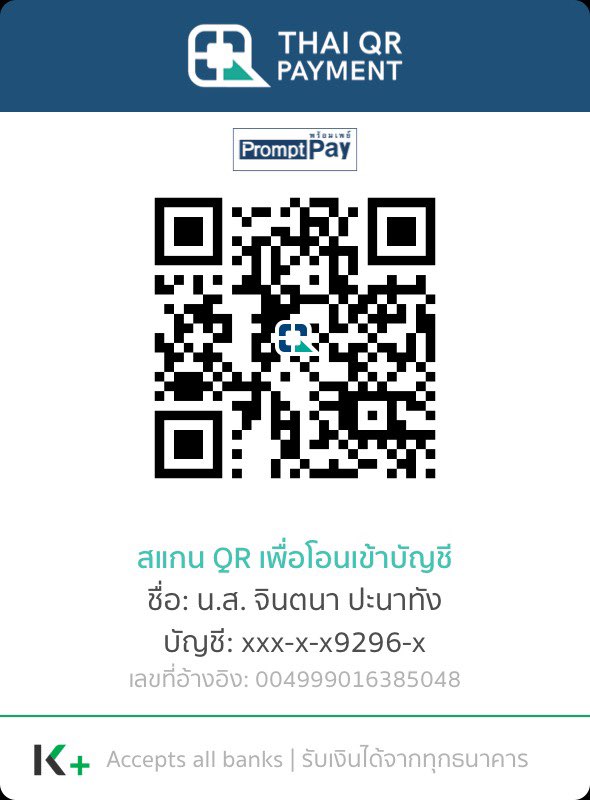 THAI QR
PAYMENT
พร้อมเพย์
PromptPay
สแกน QR เพื่อโอนเข้าบัญชี
ชื่อ: น.ส. จินตนา ปะนาทัง
บัญชี: xxx-x-x9296-x
เลขที่อ้างอิง: 004999016385048
K+ Accepts all banks | รับเงินได้จากทุกธนาคาร